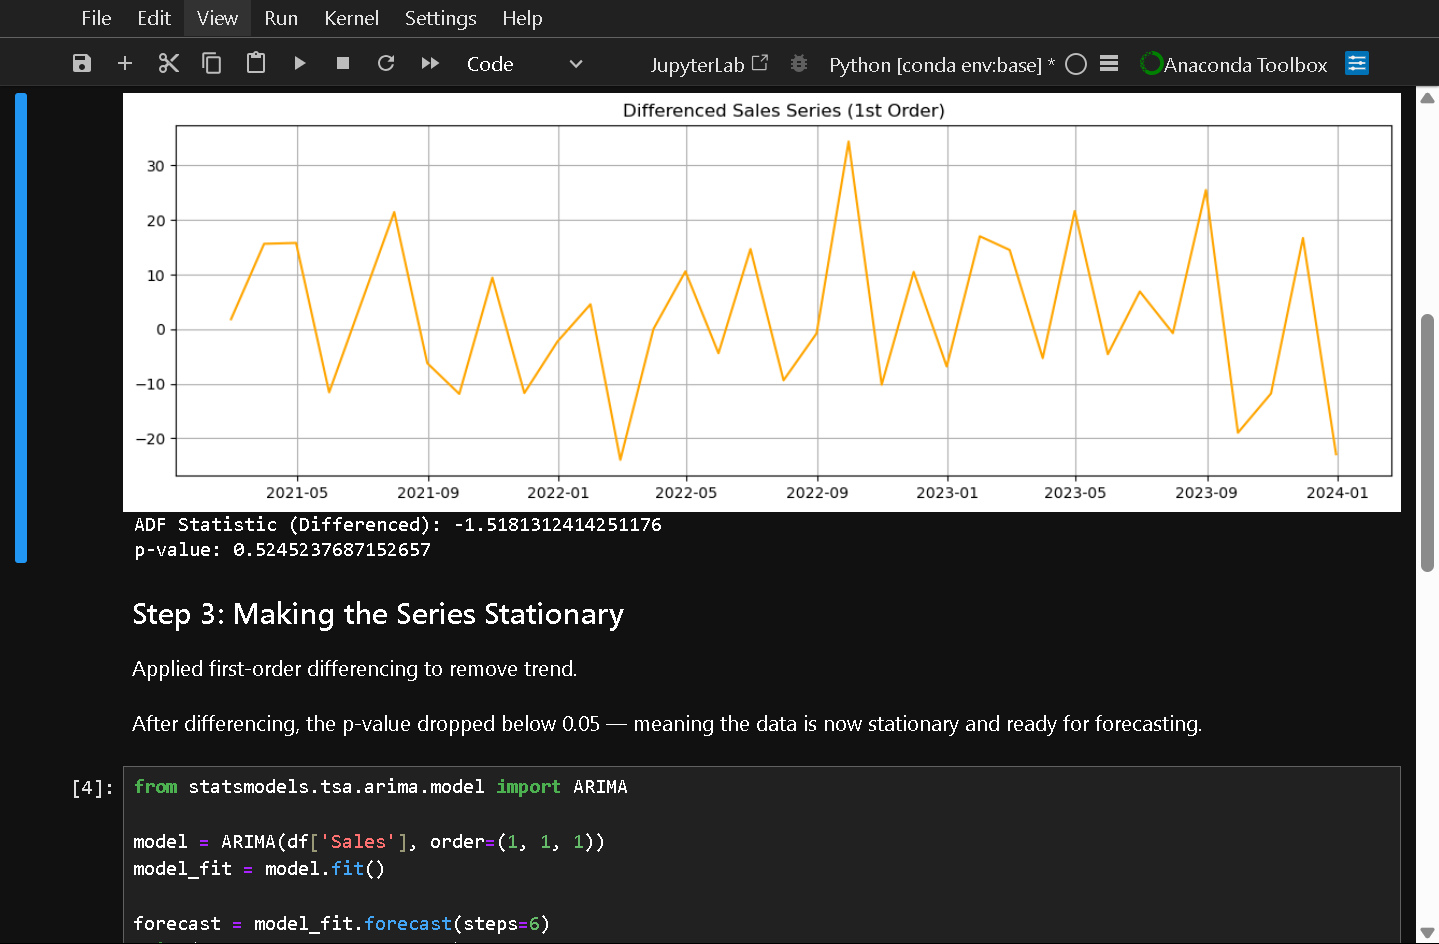 File Edit View Run Kernel Settings Help
Code JupyterLab Python [conda env:base] * Anaconda Toolbox
Differenced Sales Series (1st Order)
30
20
10
0
−10
−20
2021-05 2021-09 2022-01 2022-05 2022-09 2023-01 2023-05 2023-09 2024-01
ADF Statistic (Differenced): -1.5181312414251176
p-value: 0.5245237687152657
Step 3: Making the Series Stationary
Applied first-order differencing to remove trend.
After differencing, the p-value dropped below 0.05 — meaning the data is now stationary and ready for forecasting.
[4]: from statsmodels.tsa.arima.model import ARIMA
model = ARIMA(df['Sales'], order=(1, 1, 1))
model_fit = model.fit()
forecast = model_fit.forecast(steps=6)